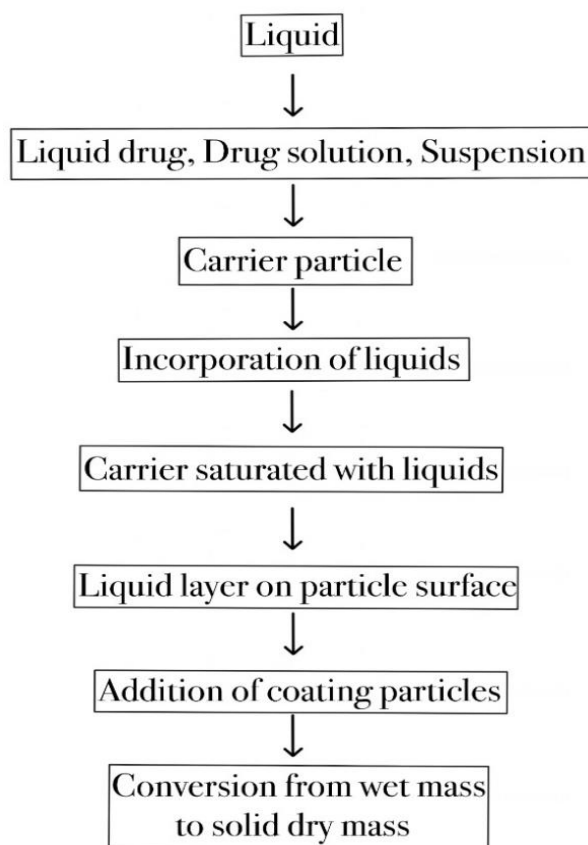 Liquid
Liquid drug, Drug solution, Suspension
Carrier particle
Incorporation of liquids
Carrier saturated with liquids
Liquid layer on particle surface
Addition of coating particles
Conversion from wet mass
to solid dry mass